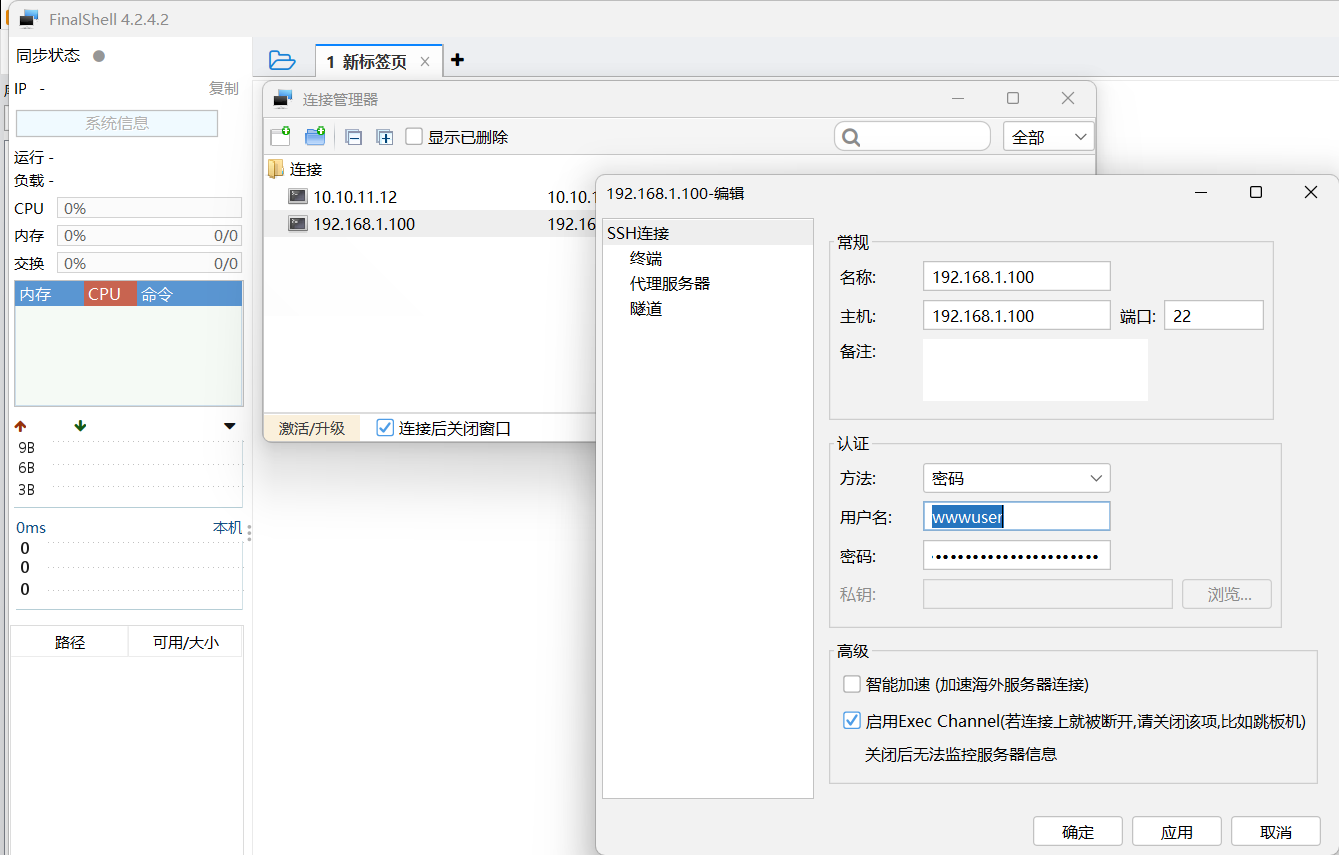 FinalShell 4.2.4.2
同步状态
IP -
复制
系统信息
运行 -
负载 -
CPU 0%
内存 0% 0/0
交换 0% 0/0
内存 CPU 命令
9B
6B
3B
0ms 本机
0
0
0
路径 可用/大小
1 新标签页
连接管理器
显示已删除
全部
连接
10.10.11.12 10.10.1
192.168.1.100 192.16
激活/升级
连接后关闭窗口
192.168.1.100-编辑
SSH连接
终端
代理服务器
隧道
常规
名称: 192.168.1.100
主机: 192.168.1.100 端口: 22
备注:
认证
方法: 密码
用户名: wwwuser
密码:
私钥: 浏览...
高级
智能加速 (加速海外服务器连接)
启用Exec Channel(若连接上就被断开,请关闭该项,比如跳板机)
关闭后无法监控服务器信息
确定 应用 取消